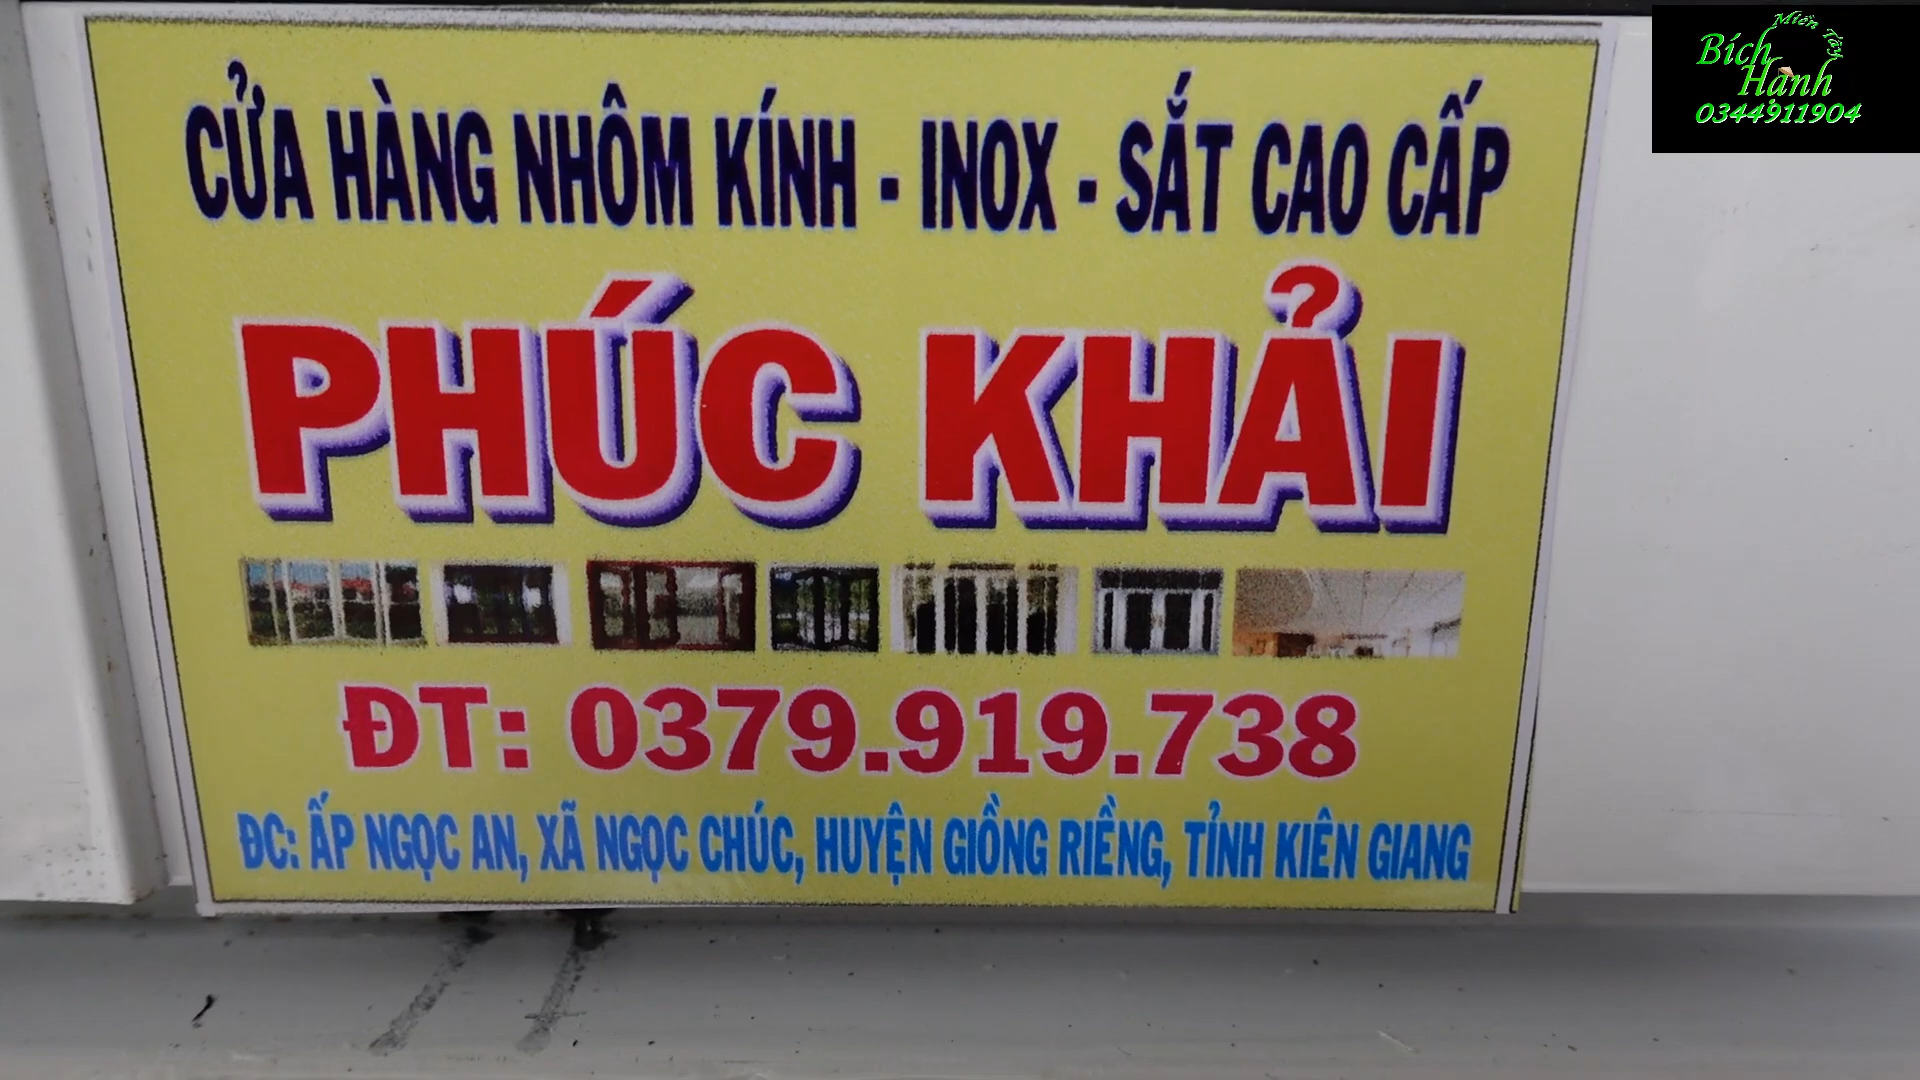 CỬA HÀNG NHÔM KÍNH - INOX - SẮT CAO CẤP
PHÚC KHẢI
ĐT: 0379.919.738
ĐC: ẤP NGỌC AN, XÃ NGỌC CHÚC, HUYỆN GIỒNG RIỀNG, TỈNH KIÊN GIANG
Miền Tây
Bích
Hạnh
0344911904